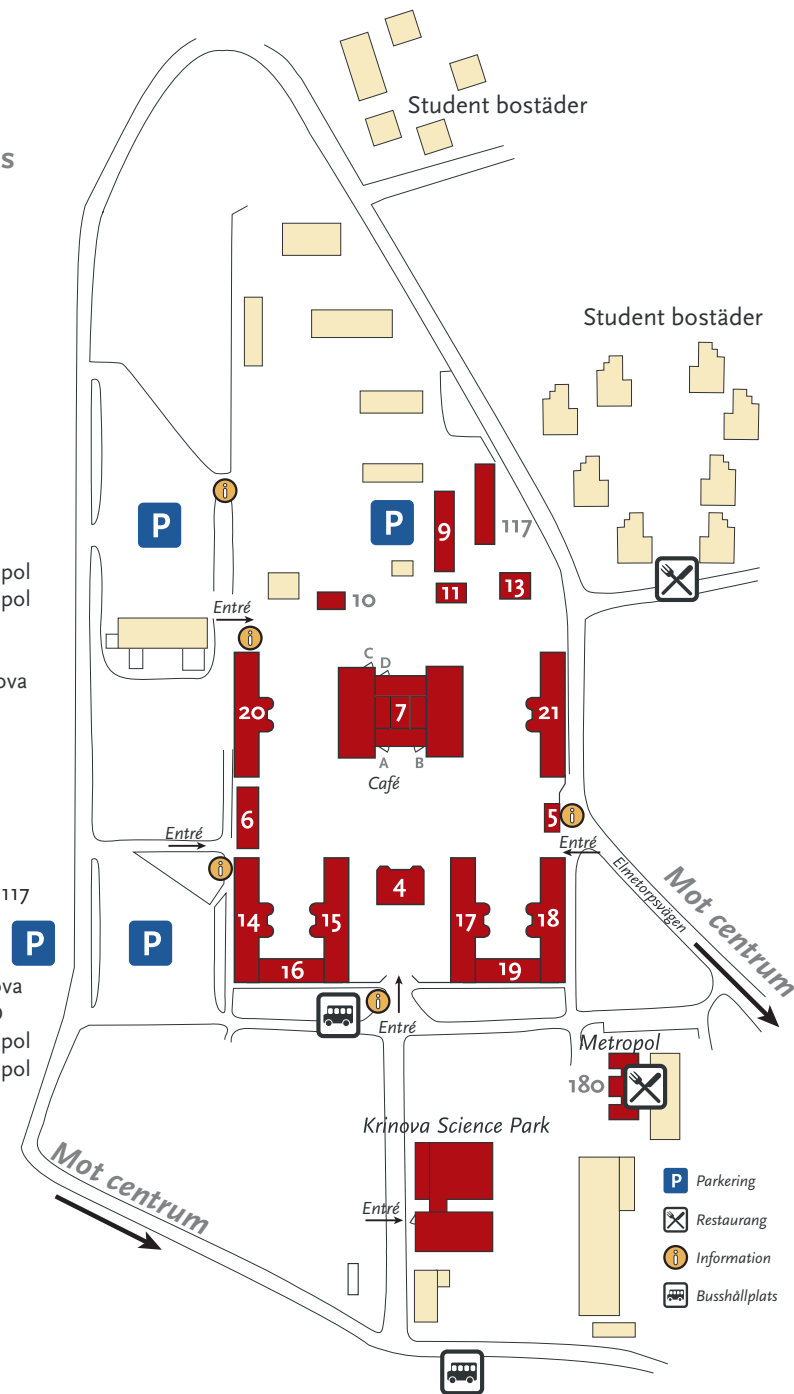 Student bostäder
s
Student bostäder
P
P
9
117
pol
pol
10
11
13
Entré
C
D
ova
20
7
21
A
B
Café
6
5
Entré
Entré
Elmetorpsvägen
Mot centrum
4
117
14
15
17
18
P
P
16
19
ova
Entré
Metropol
pol
180
pol
Krinova Science Park
Mot centrum
Entré
P Parkering
Restaurang
i Information
Busshållplats